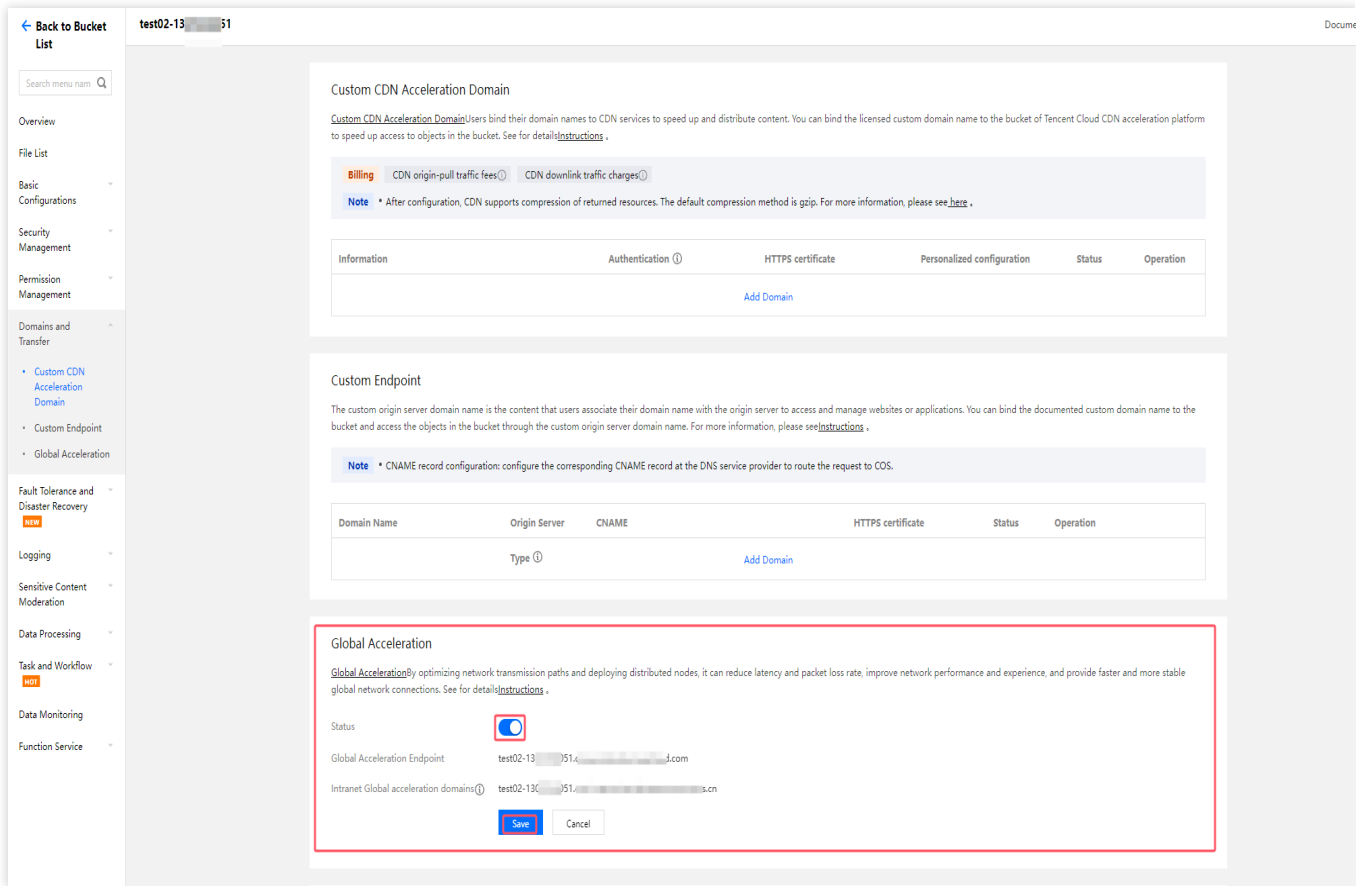 Back to Bucket
List
test02-13 51
Docume
Search menu nam
Overview
File List
Basic
Configurations
Security
Management
Permission
Management
Domains and
Transfer
• Custom CDN
Acceleration
Domain
• Custom Endpoint
• Global Acceleration
Fault Tolerance and
Disaster Recovery
NEW
Logging
Sensitive Content
Moderation
Data Processing
Task and Workflow
HOT
Data Monitoring
Function Service
Custom CDN Acceleration Domain
Custom CDN Acceleration DomainUsers bind their domain names to CDN services to speed up and distribute content. You can bind the licensed custom domain name to the bucket of Tencent Cloud CDN acceleration platform
to speed up access to objects in the bucket. See for detailsInstructions 。
Billing CDN origin-pull traffic fees CDN downlink traffic charges
Note • After configuration, CDN supports compression of returned resources. The default compression method is gzip. For more information, please see here 。
Information Authentication HTTPS certificate Personalized configuration Status Operation
Add Domain
Custom Endpoint
The custom origin server domain name is the content that users associate their domain name with the origin server to access and manage websites or applications. You can bind the documented custom domain name to the
bucket and access the objects in the bucket through the custom origin server domain name. For more information, please seeInstructions 。
Note • CNAME record configuration: configure the corresponding CNAME record at the DNS service provider to route the request to COS.
Domain Name Origin Server CNAME HTTPS certificate Status Operation
Type Add Domain
Global Acceleration
Global AccelerationBy optimizing network transmission paths and deploying distributed nodes, it can reduce latency and packet loss rate, improve network performance and experience, and provide faster and more stable
global network connections. See for detailsInstructions 。
Status
Global Acceleration Endpoint test02-13 051. d.com
Intranet Global acceleration domains test02-130 051. s.cn
Save Cancel